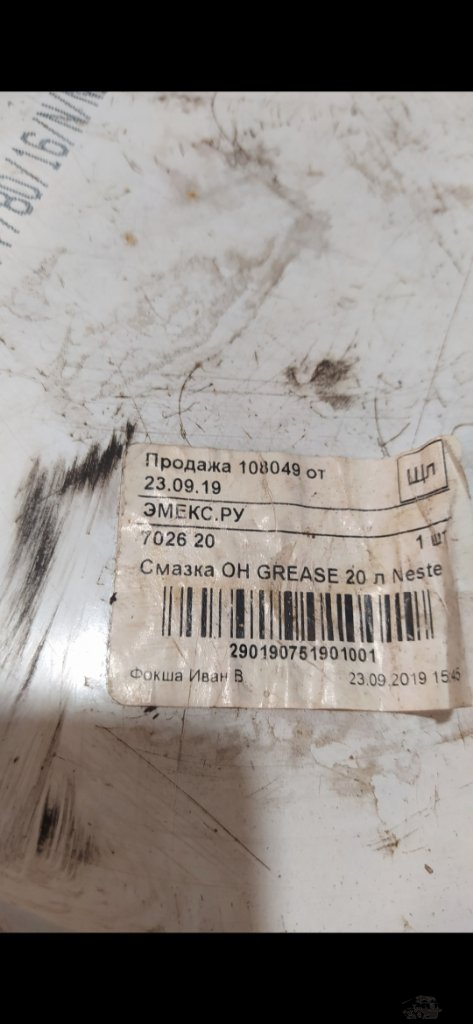 Продажа 108049 от
23.09.19
Щл
ЭМЕКС.РУ
7026 20 1 шт
Смазка OH GREASE 20 л Neste
290190751901001
Фокша Иван В 23.09.2019 15:45